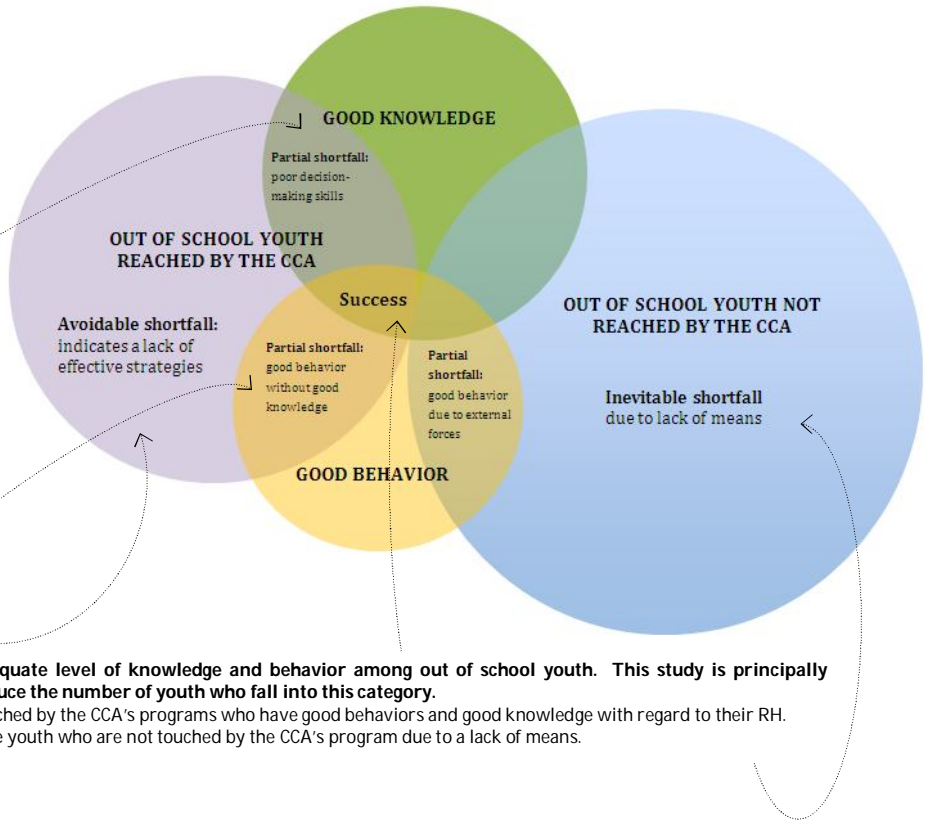 GOOD KNOWLEDGE
Partial shortfall:
poor decision-
making skills
OUT OF SCHOOL YOUTH
REACHED BY THE CCA
Success
Avoidable shortfall:
indicates a lack of
effective strategies
Partial shortfall:
good behavior
without good
knowledge
Partial
shortfall:
good behavior
due to external
forces
GOOD BEHAVIOR
OUT OF SCHOOL YOUTH NOT
REACHED BY THE CCA
Inevitable shortfall
due to lack of means
quate level of knowledge and behavior among out of school youth. This study is principally
uce the number of youth who fall into this category.
ched by the CCA's programs who have good behaviors and good knowledge with regard to their RH.
e youth who are not touched by the CCA's program due to a lack of means.